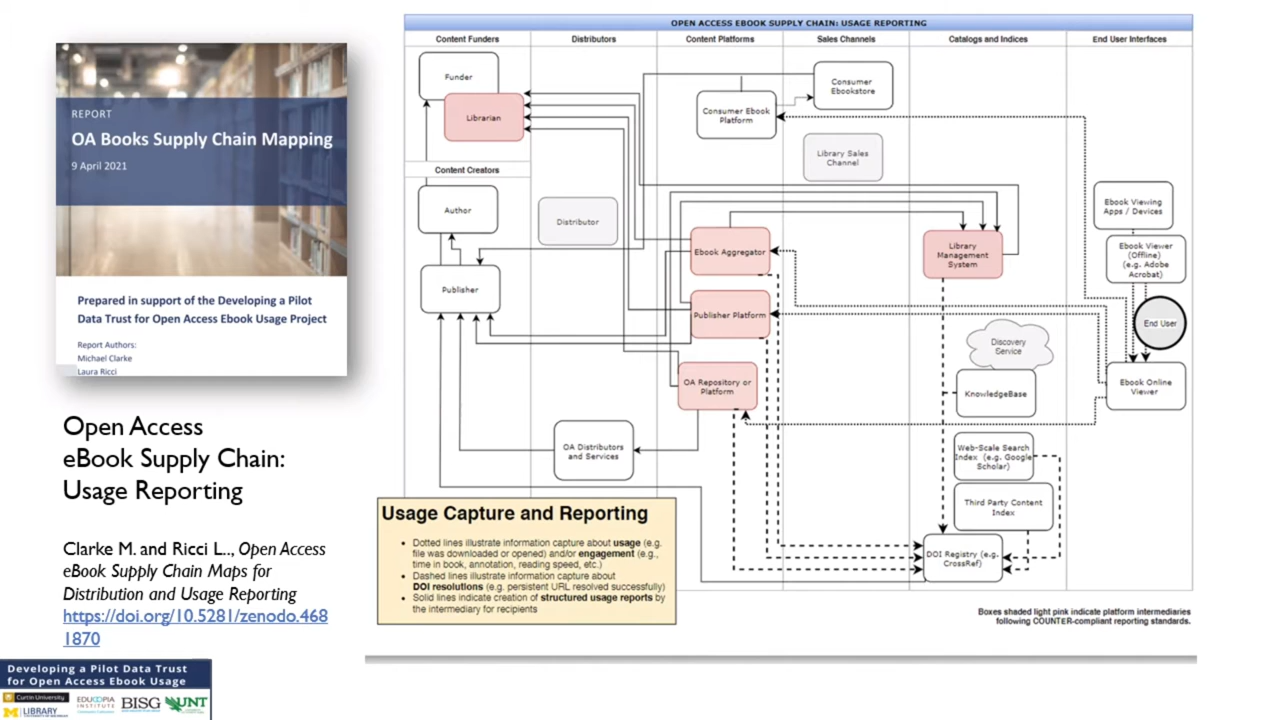 REPORT
OA Books Supply Chain Mapping
9 April 2021
Prepared in support of the Developing a Pilot
Data Trust for Open Access Ebook Usage Project
Report Authors:
Michael Clarke
Laura Ricci
Open Access
eBook Supply Chain:
Usage Reporting
Clarke M. and Ricci L.., Open Access
eBook Supply Chain Maps for
Distribution and Usage Reporting
https://doi.org/10.5281/zenodo.468
1870
Developing a Pilot Data Trust
for Open Access Ebook Usage
Curtin University
EDUCOPIA
INSTITUTE
BISG
UNT
M LIBRARY
OPEN ACCESS EBOOK SUPPLY CHAIN: USAGE REPORTING
Content Funders
Distributors
Content Platforms
Sales Channels
Catalogs and Indices
End User Interfaces
Funder
Librarian
Consumer Ebook
Platform
Consumer
Ebookstore
Library Sales
Channel
Content Creators
Author
Distributor
Ebook Viewing
Apps / Devices
Ebook Aggregator
Library
Management
System
Ebook Viewer
(Offline)
(e.g. Adobe
Acrobat)
Publisher
Publisher Platform
End User
Discovery
Service
OA Repository or
Platform
KnowledgeBase
Ebook Online
Viewer
OA Distributors
and Services
Web-Scale Search
Index (e.g. Google
Scholar)
Third Party Content
Index
DOI Registry (e.g.
CrossRef)
Usage Capture and Reporting
• Dotted lines illustrate information capture about usage (e.g.
file was downloaded or opened) and/or engagement (e.g.,
time in book, annotation, reading speed, etc.)
• Dashed lines illustrate information capture about
DOI resolutions (e.g. persistent URL resolved successfully)
• Solid lines indicate creation of structured usage reports by
the intermediary for recipients
Boxes shaded light pink indicate platform intermediaries
following COUNTER-compliant reporting standards.